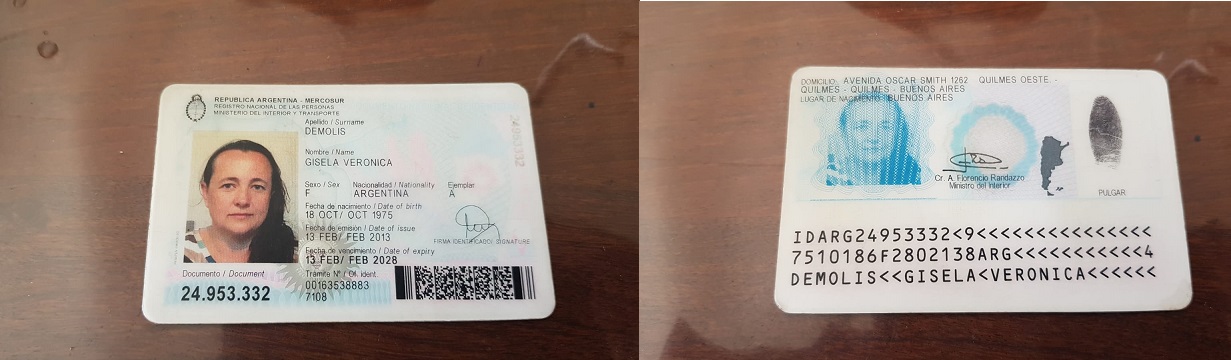 REPUBLICA ARGENTINA - MERCOSUR
REGISTRO NACIONAL DE LAS PERSONAS
MINISTERIO DEL INTERIOR Y TRANSPORTE
Apellido / Surname
DEMOLIS
Nombre / Name
GISELA VERONICA
Sexo / Sex Nacionalidad / Nationality Ejemplar
F ARGENTINA A
Fecha de nacimiento / Date of birth
18 OCT/ OCT 1975
Fecha de emisión / Date of issue
13 FEB/ FEB 2013
FIRMA IDENTIFICADO/ SIGNATURE
Fecha de vencimiento / Date of expiry
13 FEB/ FEB 2028
Documento / Document
24.953.332
Tramite N° / Of. ident.
00163538883
7108
24953332
DOMICILIO: AVENIDA OSCAR SMITH 1262 QUILMES OESTE. -
QUILMES - QUILMES - BUENOS AIRES
LUGAR DE NACIMIENTO: BUENOS AIRES
Cr. A. Florencio Randazzo
Ministro del Interior
PULGAR
IDARG24953332<9<<<<<<<<<<<<<<<
7510186F2802138ARG<<<<<<<<<<<4
DEMOLIS<<GISELA<VERONICA<<<<<<